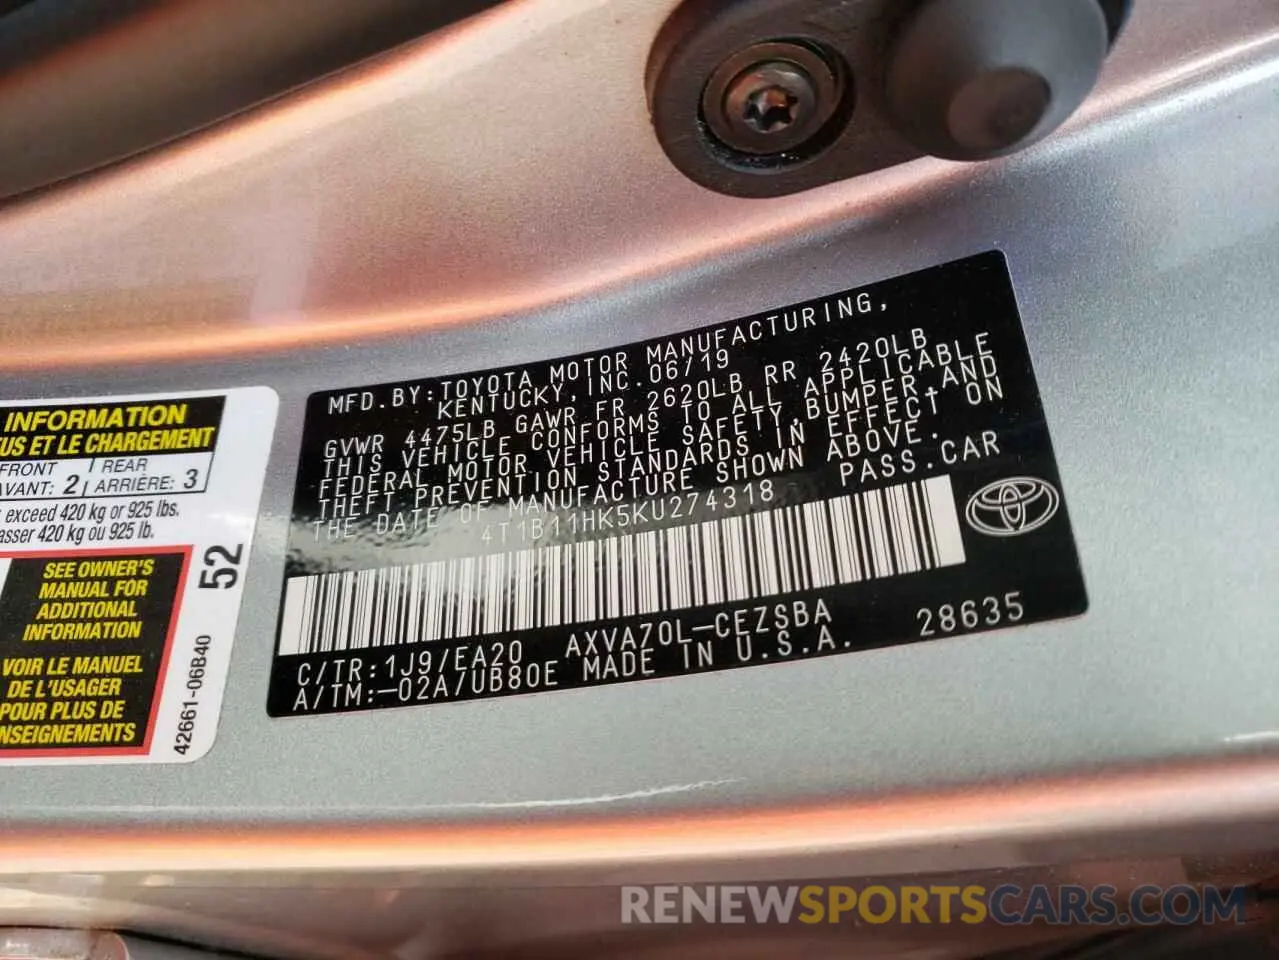 INFORMATION
US ET LE CHARGEMENT
FRONT
AVANT: 2
REAR
ARRIÈRE: 3
exceed 420 kg or 925 lbs.
asser 420 kg ou 925 lb.
SEE OWNER'S
MANUAL FOR
ADDITIONAL
INFORMATION
VOIR LE MANUEL
DE L'USAGER
POUR PLUS DE
NSEIGNEMENTS
52
42661-06B40
MFD.BY:TOYOTA MOTOR MANUFACTURING,
KENTUCKY, INC. 06/19
GVWR 4475LB GAWR FR 2620LB RR 2420LB
THIS VEHICLE CONFORMS TO ALL APPLICABLE
FEDERAL MOTOR VEHICLE SAFETY, BUMPER, AND
THEFT PREVENTION STANDARDS IN EFFECT ON
THE DATE OF MANUFACTURE SHOWN ABOVE.
4T1B11HK5KU274318 PASS.CAR
C/TR:1J9/EA20 AXVA70L-CEZSBA
A/TM:-02A/UB80E MADE IN U.S.A. 28635
RENEWSPORTSCARS.COM